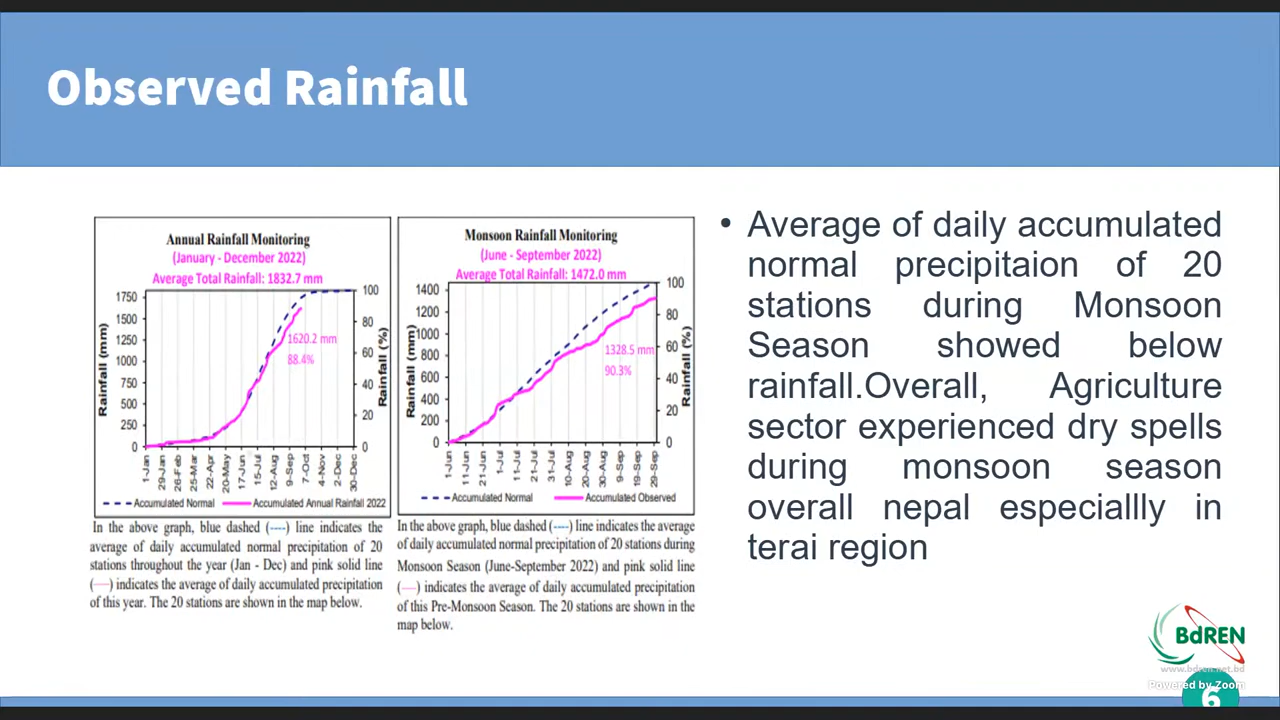 Observed Rainfall
Annual Rainfall Monitoring
(January - December 2022)
Average Total Rainfall: 1832.7 mm
Rainfall (mm)
1750
1500
1250
1000
750
500
250
0
100
80
60
40
20
0
Rainfall (%)
1620.2 mm
88.4%
1-Jan
29-Jan
26-Feb
25-Mar
22-Apr
20-May
17-Jun
15-Jul
12-Aug
9-Sep
7-Oct
4-Nov
2-Dec
30-Dec
Accumulated Normal
Accumulated Annual Rainfall 2022
In the above graph, blue dashed (----) line indicates the
average of daily accumulated normal precipitation of 20
stations throughout the year (Jan - Dec) and pink solid line
(—) indicates the average of daily accumulated precipitation
of this year. The 20 stations are shown in the map below.
Monsoon Rainfall Monitoring
(June - September 2022)
Average Total Rainfall: 1472.0 mm
Rainfall (mm)
1400
1200
1000
800
600
400
200
0
100
80
60
40
20
0
Rainfall (%)
1328.5 mm
90.3%
1-Jun
11-Jun
21-Jun
1-Jul
11-Jul
21-Jul
31-Jul
10-Aug
20-Aug
30-Aug
9-Sep
19-Sep
29-Sep
Accumulated Normal
Accumulated Observed
In the above graph, blue dashed (----) line indicates the average
of daily accumulated normal precipitation of 20 stations during
Monsoon Season (June-September 2022) and pink solid line
(—) indicates the average of daily accumulated precipitation
of this Pre-Monsoon Season. The 20 stations are shown in the
map below.
• Average of daily accumulated
normal precipitaion of 20
stations during Monsoon
Season showed below
rainfall.Overall, Agriculture
sector experienced dry spells
during monsoon season
overall nepal especiallly in
terai region
BdREN
www.bdren.net.bd
Powered by Zoom
6